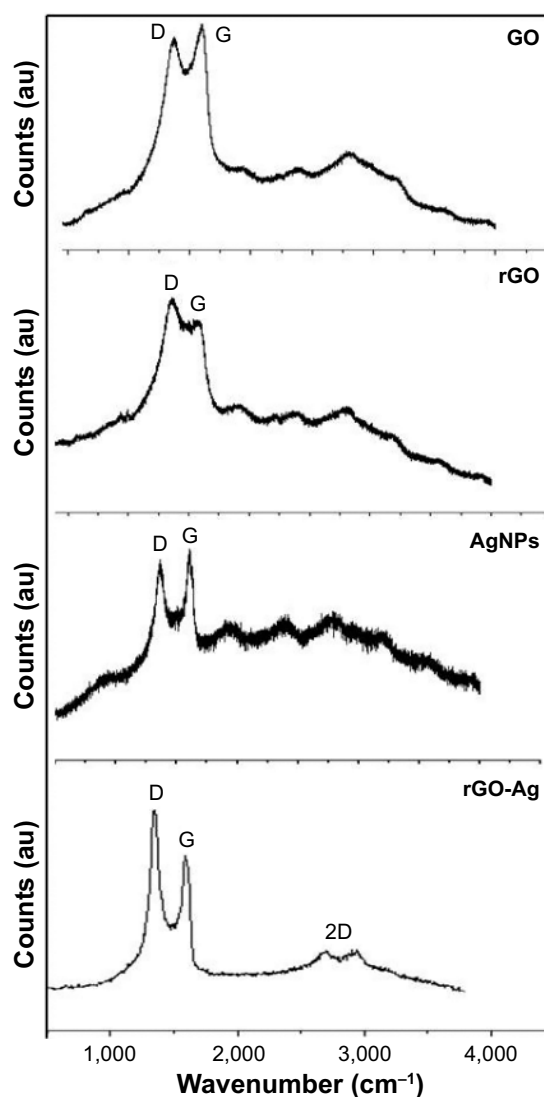 GO
D
G
Counts (au)
rGO
D
G
Counts (au)
AgNPs
D
G
Counts (au)
rGO-Ag
D
G
2D
Counts (au)
1,000 2,000 3,000 4,000
Wavenumber (cm⁻¹)